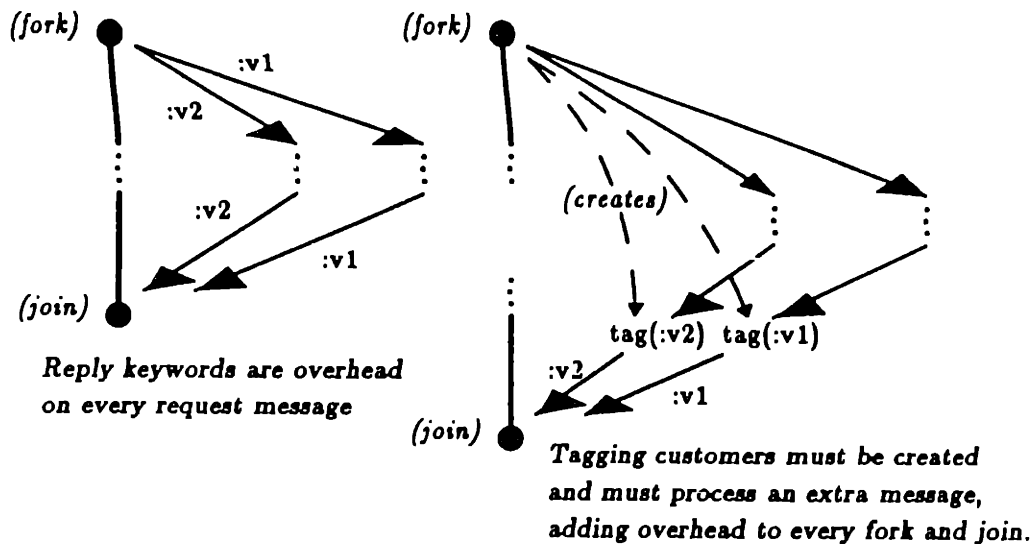 (fork)
:v1
:v2
:v2
:v1
(join)
Reply keywords are overhead
on every request message
(fork)
(creates)
tag(:v2) tag(:v1)
:v2
:v1
(join)
Tagging customers must be created
and must process an extra message,
adding overhead to every fork and join.